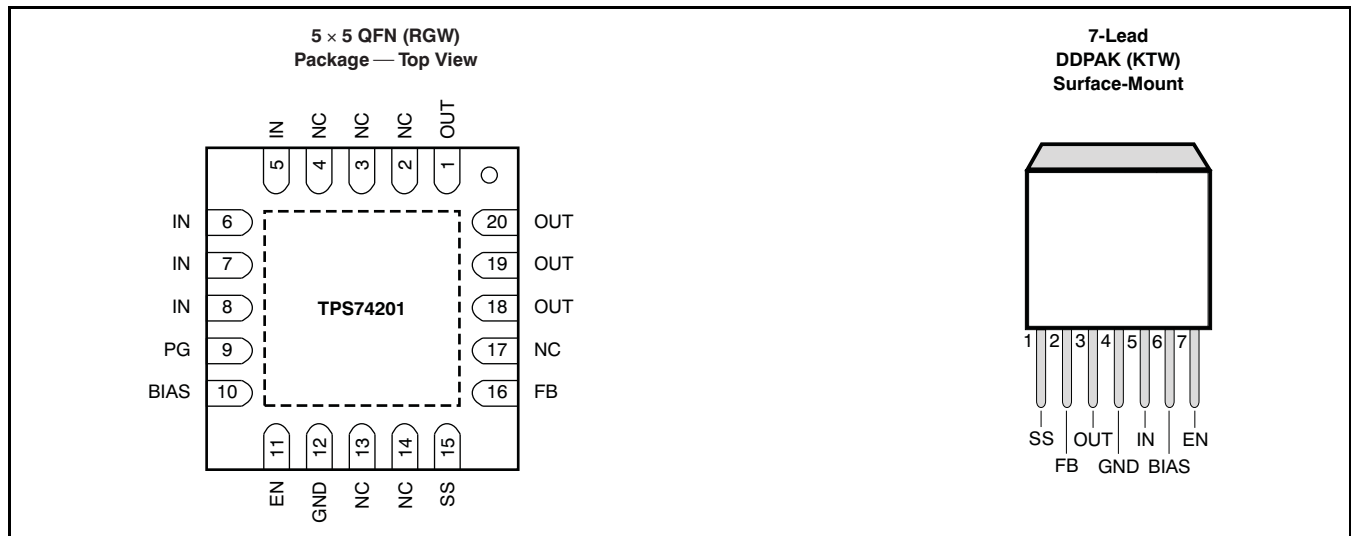 5 × 5 QFN (RGW)
Package — Top View
IN
NC
NC
NC
OUT
5
4
3
2
1
IN 6
IN 7
IN 8
PG 9
BIAS 10
TPS74201
20 OUT
19 OUT
18 OUT
17 NC
16 FB
11
12
13
14
15
EN
GND
NC
NC
SS
7-Lead
DDPAK (KTW)
Surface-Mount
1 2 3 4 5 6 7
SS OUT IN EN
FB GND BIAS